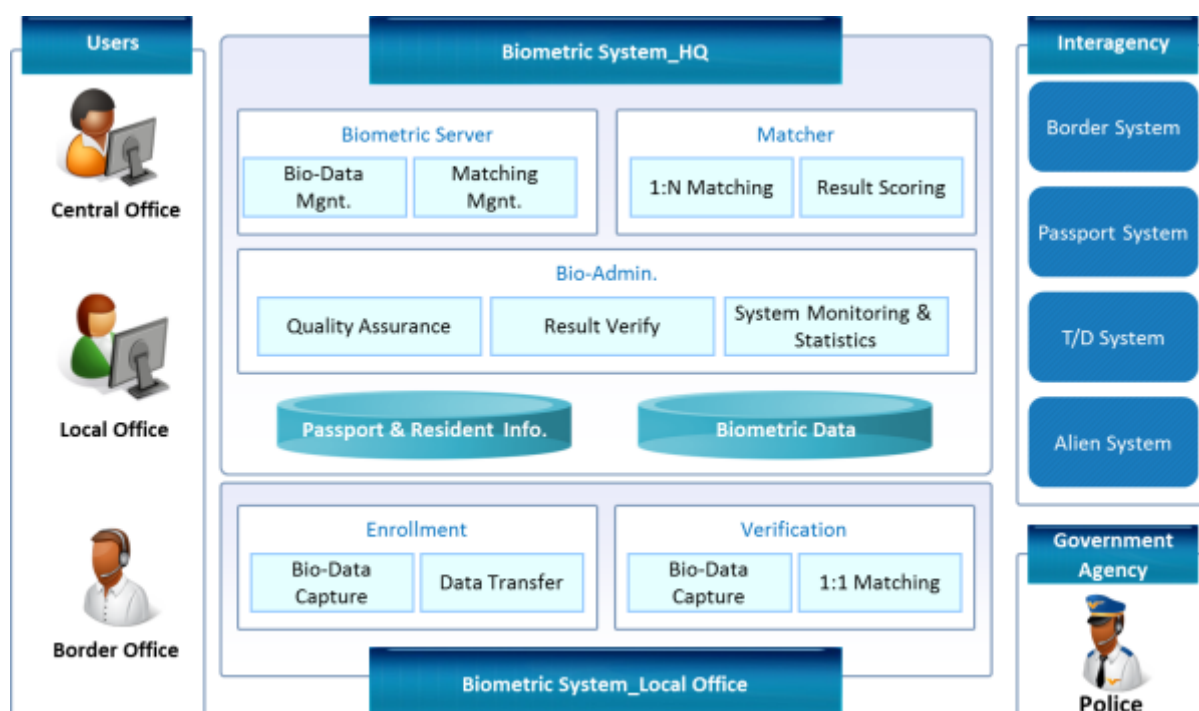 Users
Central Office
Local Office
Border Office
Biometric System_HQ
Biometric Server
Bio-Data
Mgnt.
Matching
Mgnt.
Matcher
1:N Matching
Result Scoring
Bio-Admin.
Quality Assurance
Result Verify
System Monitoring &
Statistics
Passport & Resident Info.
Biometric Data
Enrollment
Bio-Data
Capture
Data Transfer
Verification
Bio-Data
Capture
1:1 Matching
Biometric System_Local Office
Interagency
Border System
Passport System
T/D System
Alien System
Government
Agency
Police